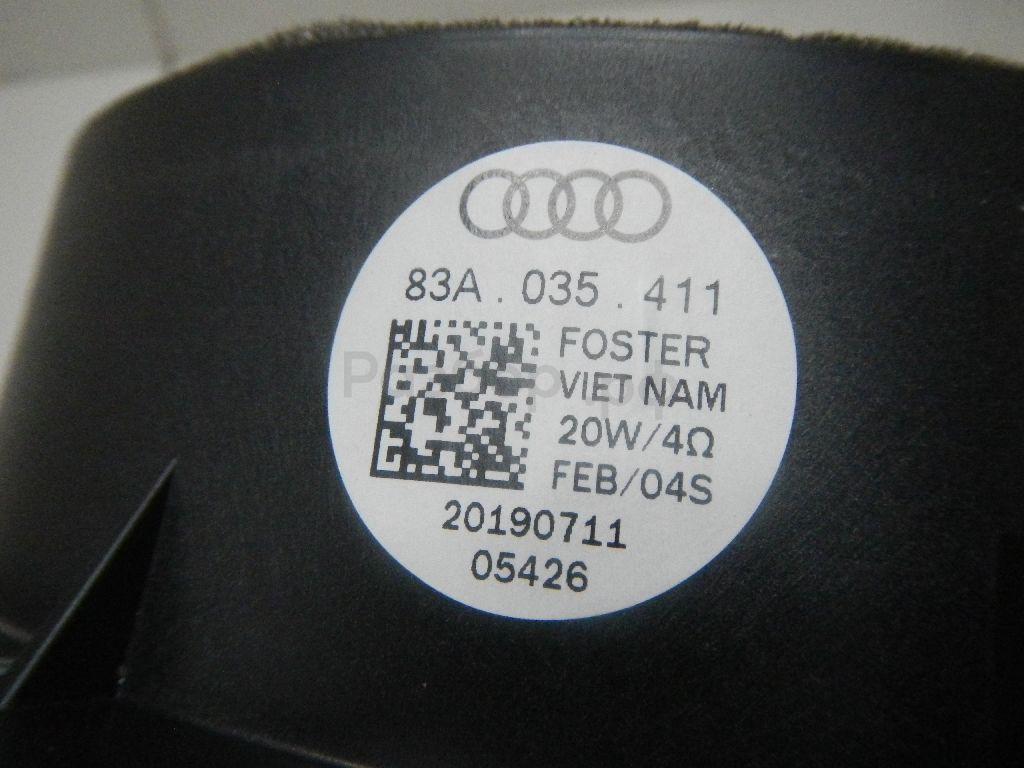 83A . 035 . 411
FOSTER
VIET NAM
20W/4Ω
FEB/04S
20190711
05426